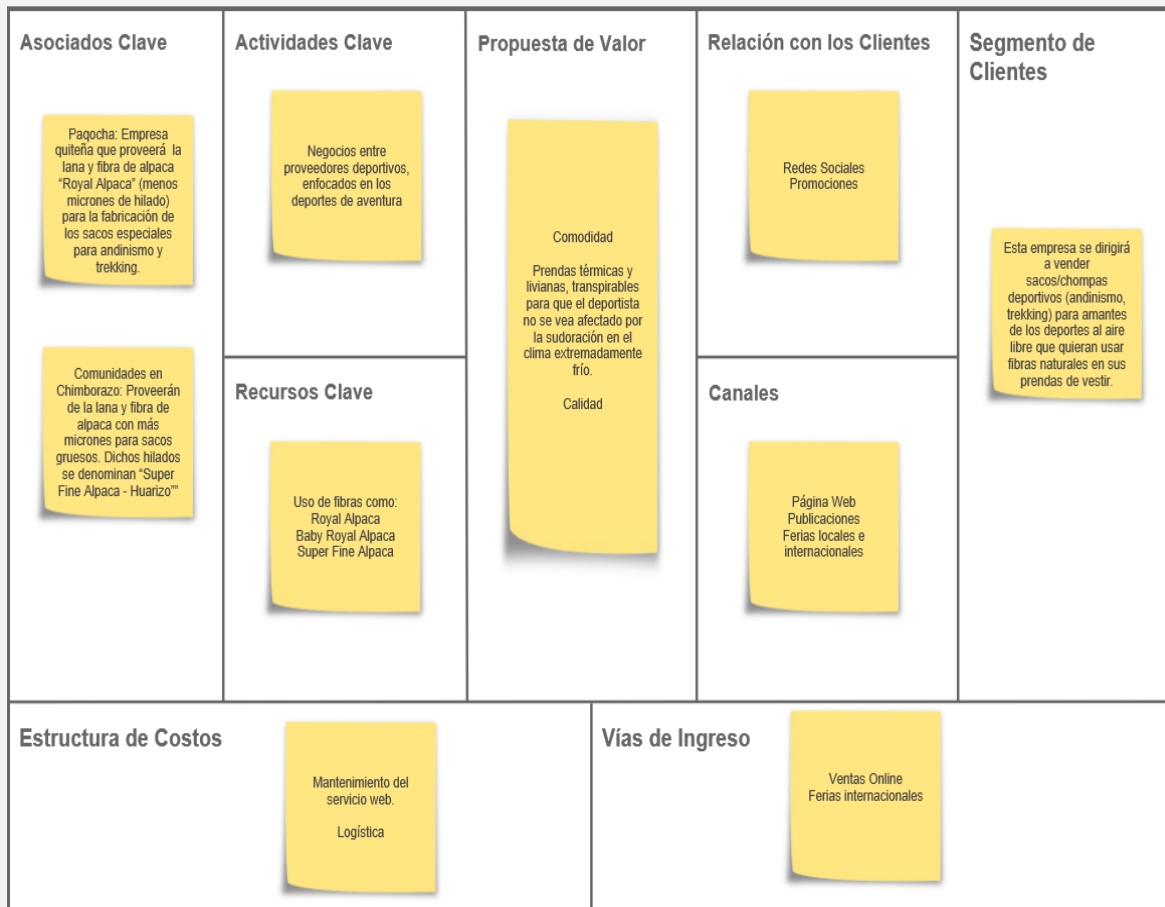 Asociados Clave
Paqocha: Empresa
quiteña que proveerá la
lana y fibra de alpaca
“Royal Alpaca” (menos
micrones de hilado)
para la fabricación de
los sacos especiales
para andinismo y
trekking.
Comunidades en
Chimborazo: Proveerán
de la lana y fibra de
alpaca con más
micrones para sacos
gruesos. Dichos hilados
se denominan “Super
Fine Alpaca - Huarizo””
Actividades Clave
Negocios entre
proveedores deportivos,
enfocados en los
deportes de aventura
Recursos Clave
Uso de fibras como:
Royal Alpaca
Baby Royal Alpaca
Super Fine Alpaca
Propuesta de Valor
Comodidad
Prendas térmicas y
livianas, transpirables
para que el deportista
no se vea afectado por
la sudoración en el
clima extremadamente
frío.
Calidad
Relación con los Clientes
Redes Sociales
Promociones
Canales
Página Web
Publicaciones
Ferias locales e
internacionales
Segmento de
Clientes
Esta empresa se dirigirá
a vender
sacos/chompas
deportivos (andinismo,
trekking) para amantes
de los deportes al aire
libre que quieran usar
fibras naturales en sus
prendas de vestir.
Estructura de Costos
Mantenimiento del
servicio web.
Logística
Vías de Ingreso
Ventas Online
Ferias internacionales